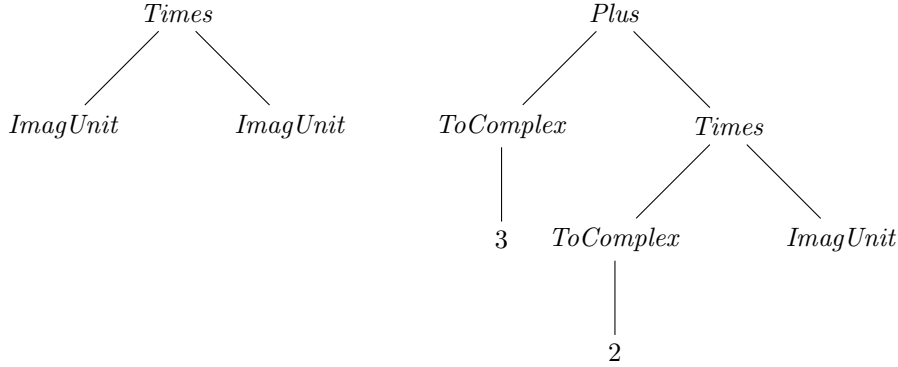 Times Plus
ImagUnit ImagUnit ToComplex Times
3 ToComplex ImagUnit
2